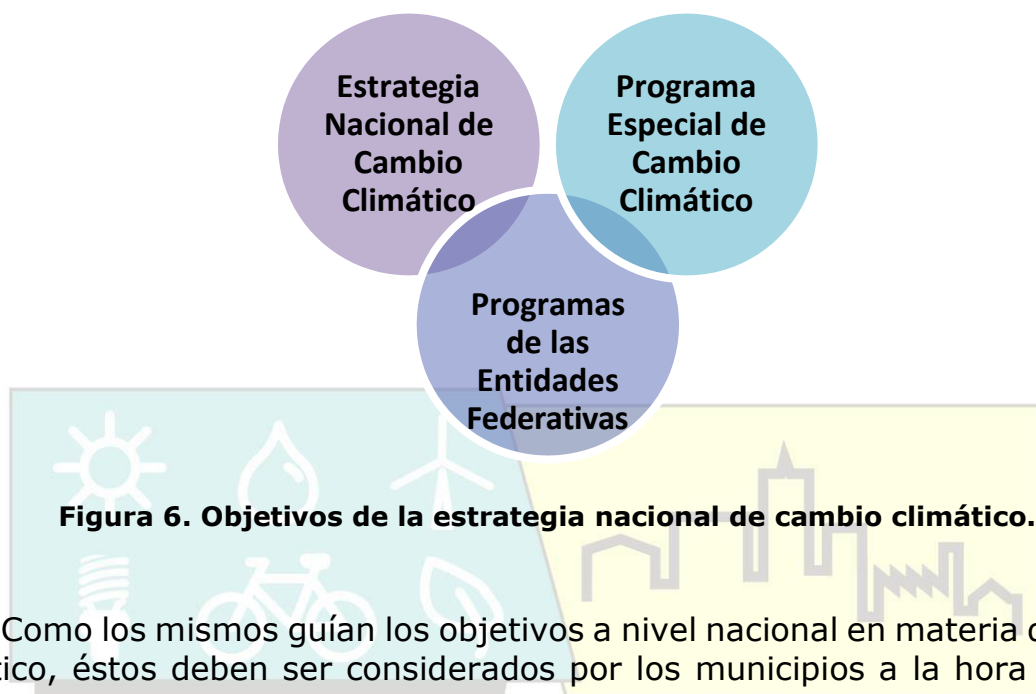 Estrategia
Nacional de
Cambio
Climático
Programa
Especial de
Cambio
Climático
Programas
de las
Entidades
Federativas
Figura 6. Objetivos de la estrategia nacional de cambio climático.
Como los mismos guían los objetivos a nivel nacional en materia
éstos deben ser considerados por los municipios a la hora